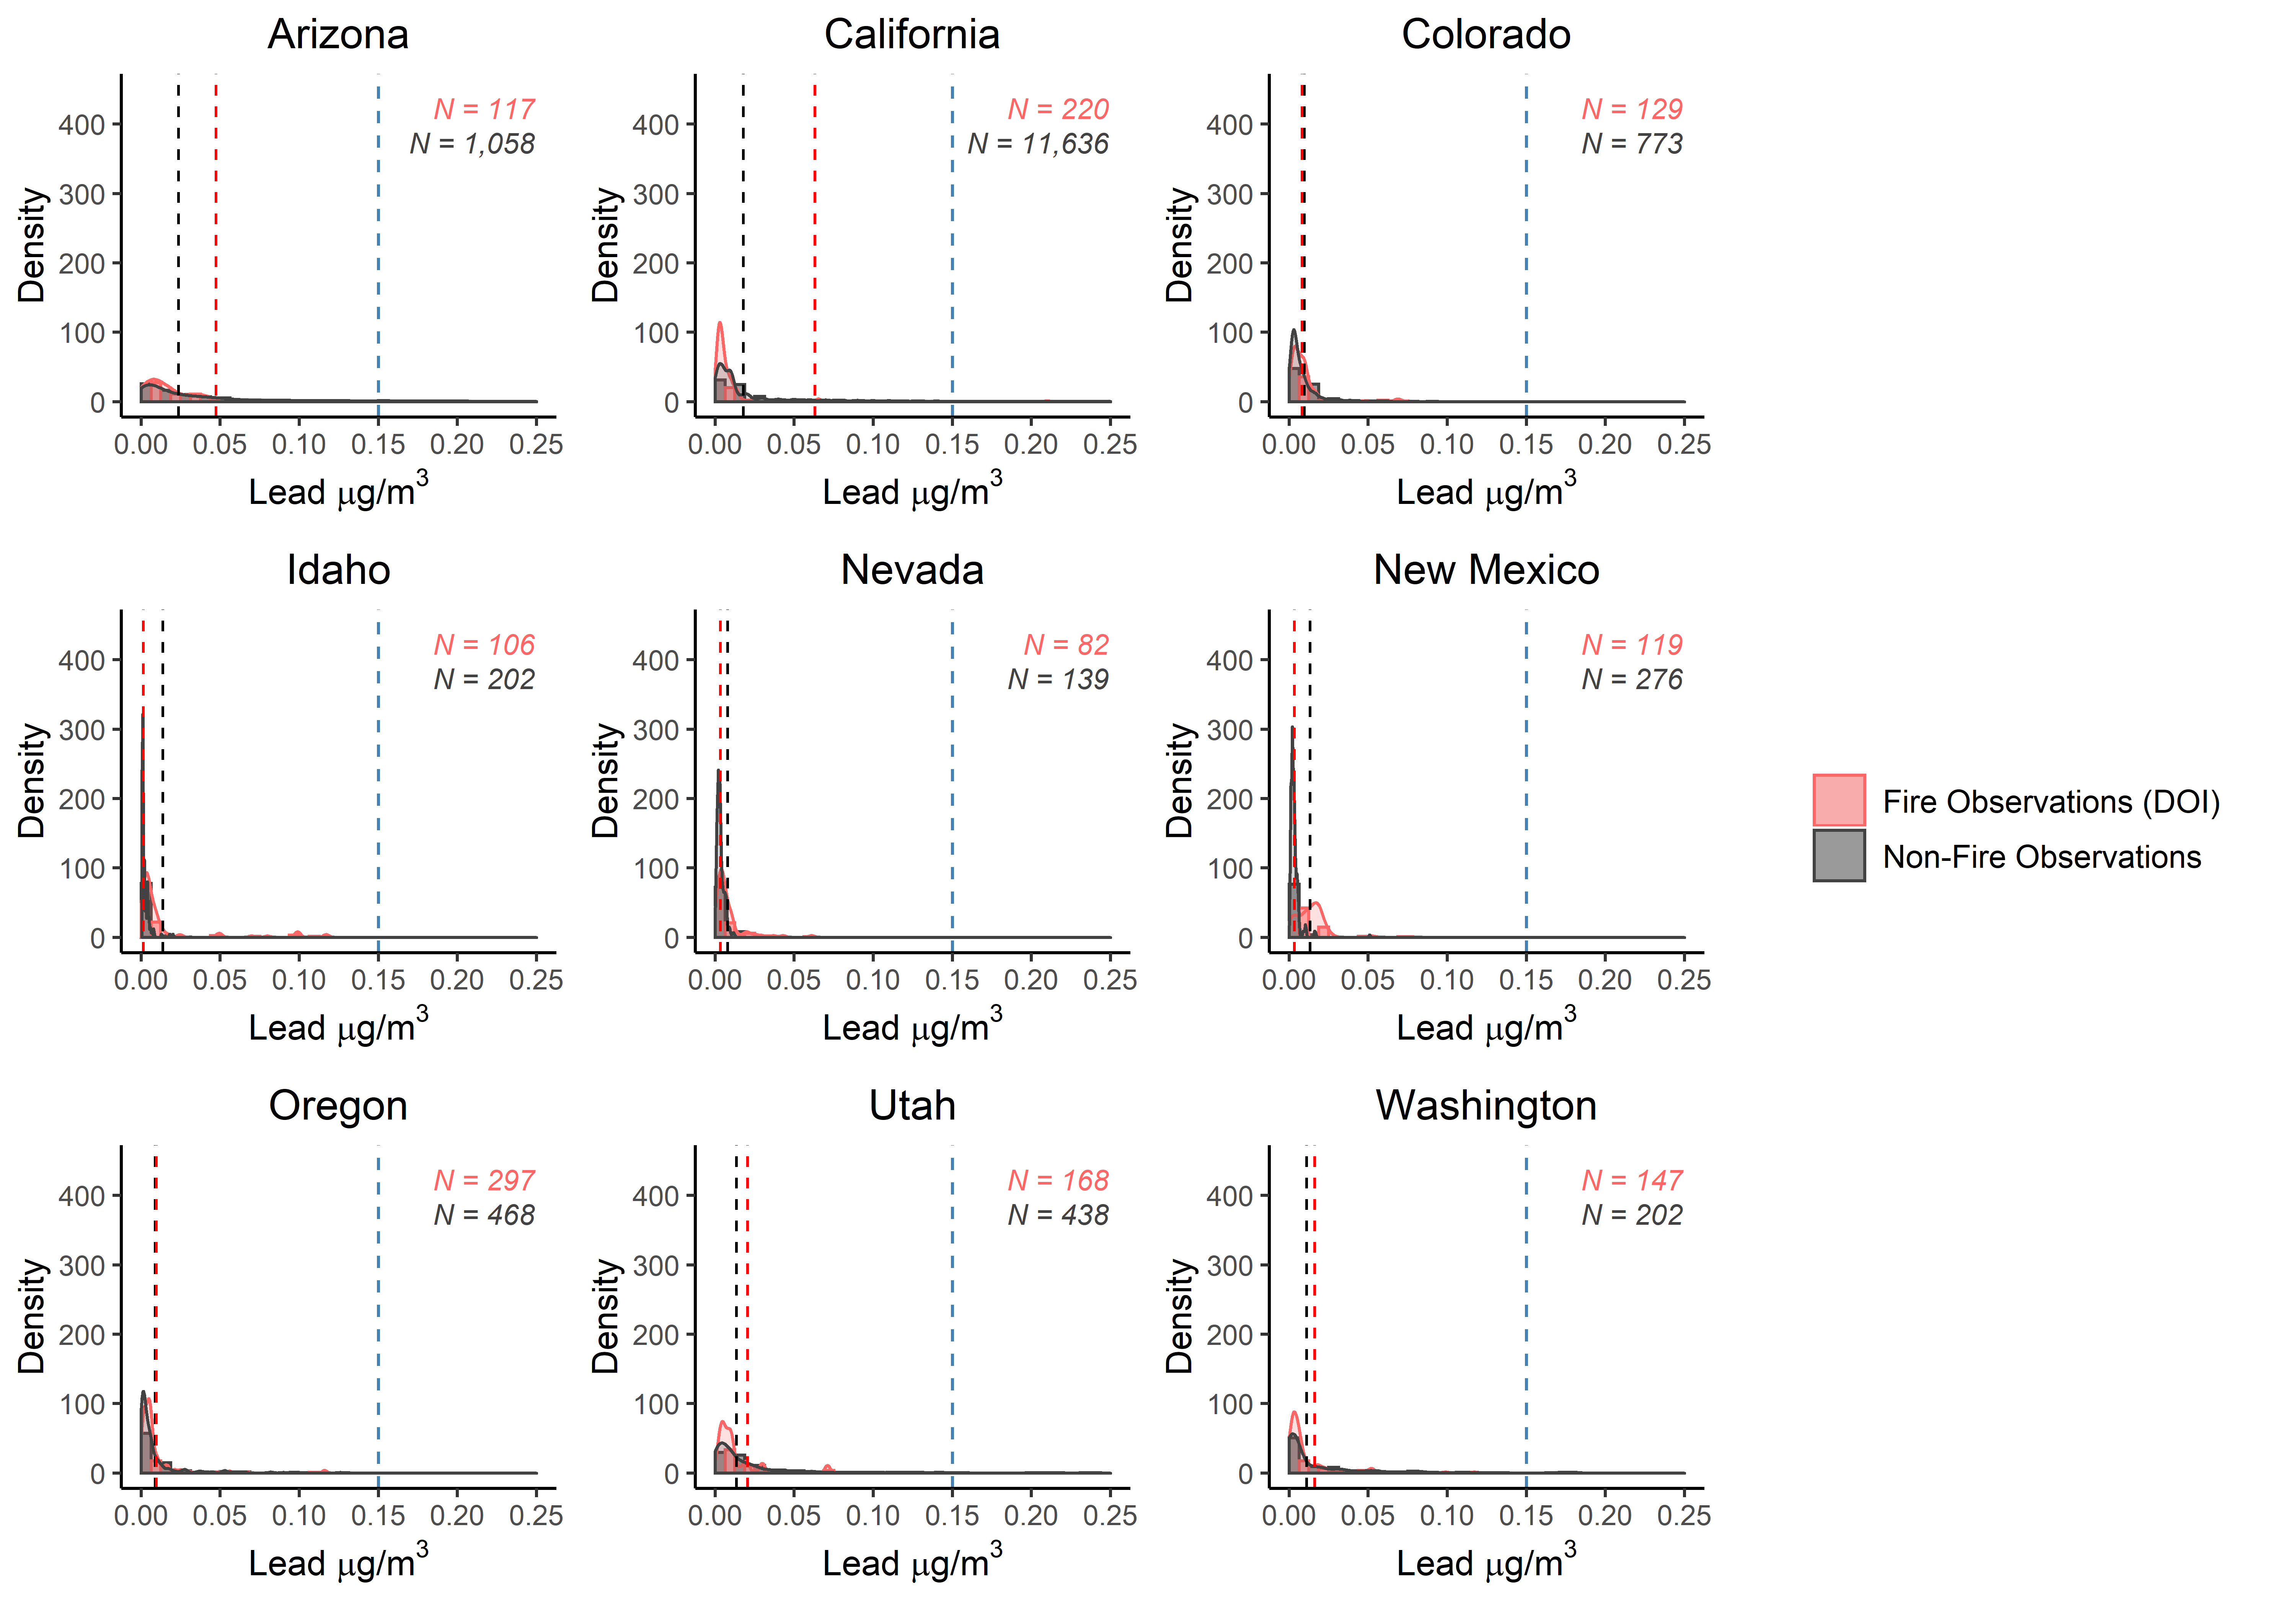 Arizona
N = 117
N = 1,058
Density
400
300
200
100
0
0.00 0.05 0.10 0.15 0.20 0.25
Lead μg/m³
California
N = 220
N = 11,636
Density
400
300
200
100
0
0.00 0.05 0.10 0.15 0.20 0.25
Lead μg/m³
Colorado
N = 129
N = 773
Density
400
300
200
100
0
0.00 0.05 0.10 0.15 0.20 0.25
Lead μg/m³
Idaho
N = 106
N = 202
Density
400
300
200
100
0
0.00 0.05 0.10 0.15 0.20 0.25
Lead μg/m³
Nevada
N = 82
N = 139
Density
400
300
200
100
0
0.00 0.05 0.10 0.15 0.20 0.25
Lead μg/m³
New Mexico
N = 119
N = 276
Density
400
300
200
100
0
0.00 0.05 0.10 0.15 0.20 0.25
Lead μg/m³
Fire Observations (DOI)
Non-Fire Observations
Oregon
N = 297
N = 468
Density
400
300
200
100
0
0.00 0.05 0.10 0.15 0.20 0.25
Lead μg/m³
Utah
N = 168
N = 438
Density
400
300
200
100
0
0.00 0.05 0.10 0.15 0.20 0.25
Lead μg/m³
Washington
N = 147
N = 202
Density
400
300
200
100
0
0.00 0.05 0.10 0.15 0.20 0.25
Lead μg/m³